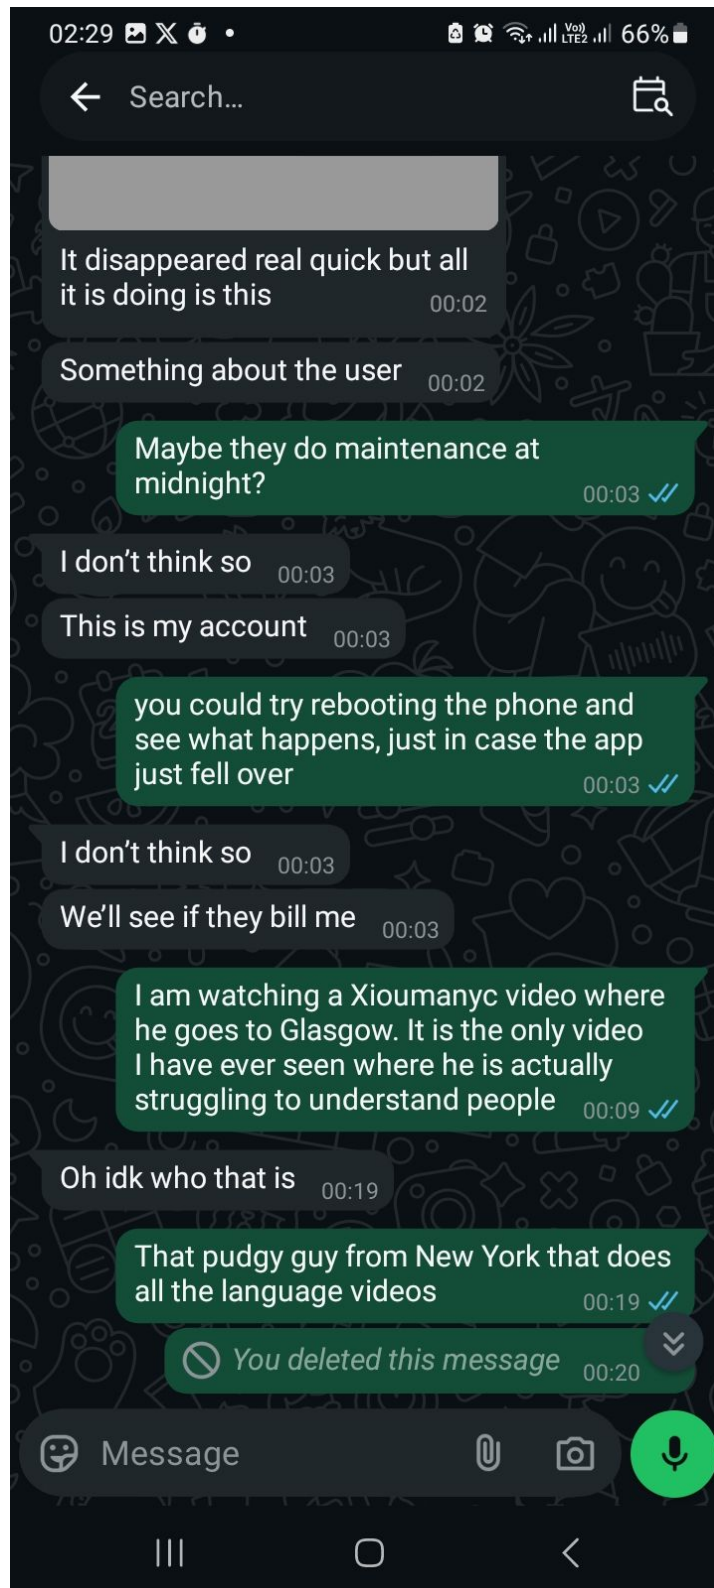 02:29 66%
Vo))
LTE2
Search...
It disappeared real quick but all
it is doing is this
00:02
Something about the user 00:02
Maybe they do maintenance at
midnight?
00:03
I don't think so 00:03
This is my account 00:03
you could try rebooting the phone and
see what happens, just in case the app
just fell over
00:03
I don't think so 00:03
We'll see if they bill me 00:03
I am watching a Xioumanyc video where
he goes to Glasgow. It is the only video
I have ever seen where he is actually
struggling to understand people 00:09
Oh idk who that is 00:19
That pudgy guy from New York that does
all the language videos
00:19
You deleted this message 00:20
Message